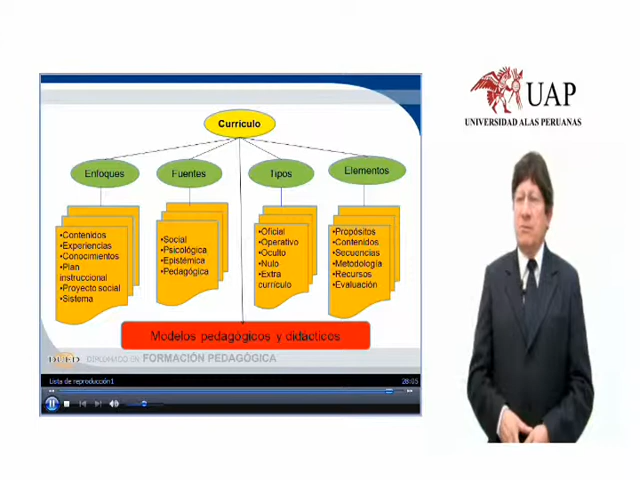 UAP
UNIVERSIDAD ALAS PERUANAS
Currículo
Enfoques
Fuentes
Tipos
Elementos
•Contenidos
•Experiencias
•Conocimientos
•Plan
instruccional
•Proyecto social
•Sistema
•Social
•Psicológica
•Epistémica
•Pedagógica
•Oficial
•Operativo
•Oculto
•Nulo
•Extra
currículo
•Propósitos
•Contenidos
•Secuencias
•Metodología
•Recursos
•Evaluación
Modelos pedagógicos y didácticos
DUED DIPLOMADO EN FORMACIÓN PEDAGÓGICA
Lista de reproducción1
28:05